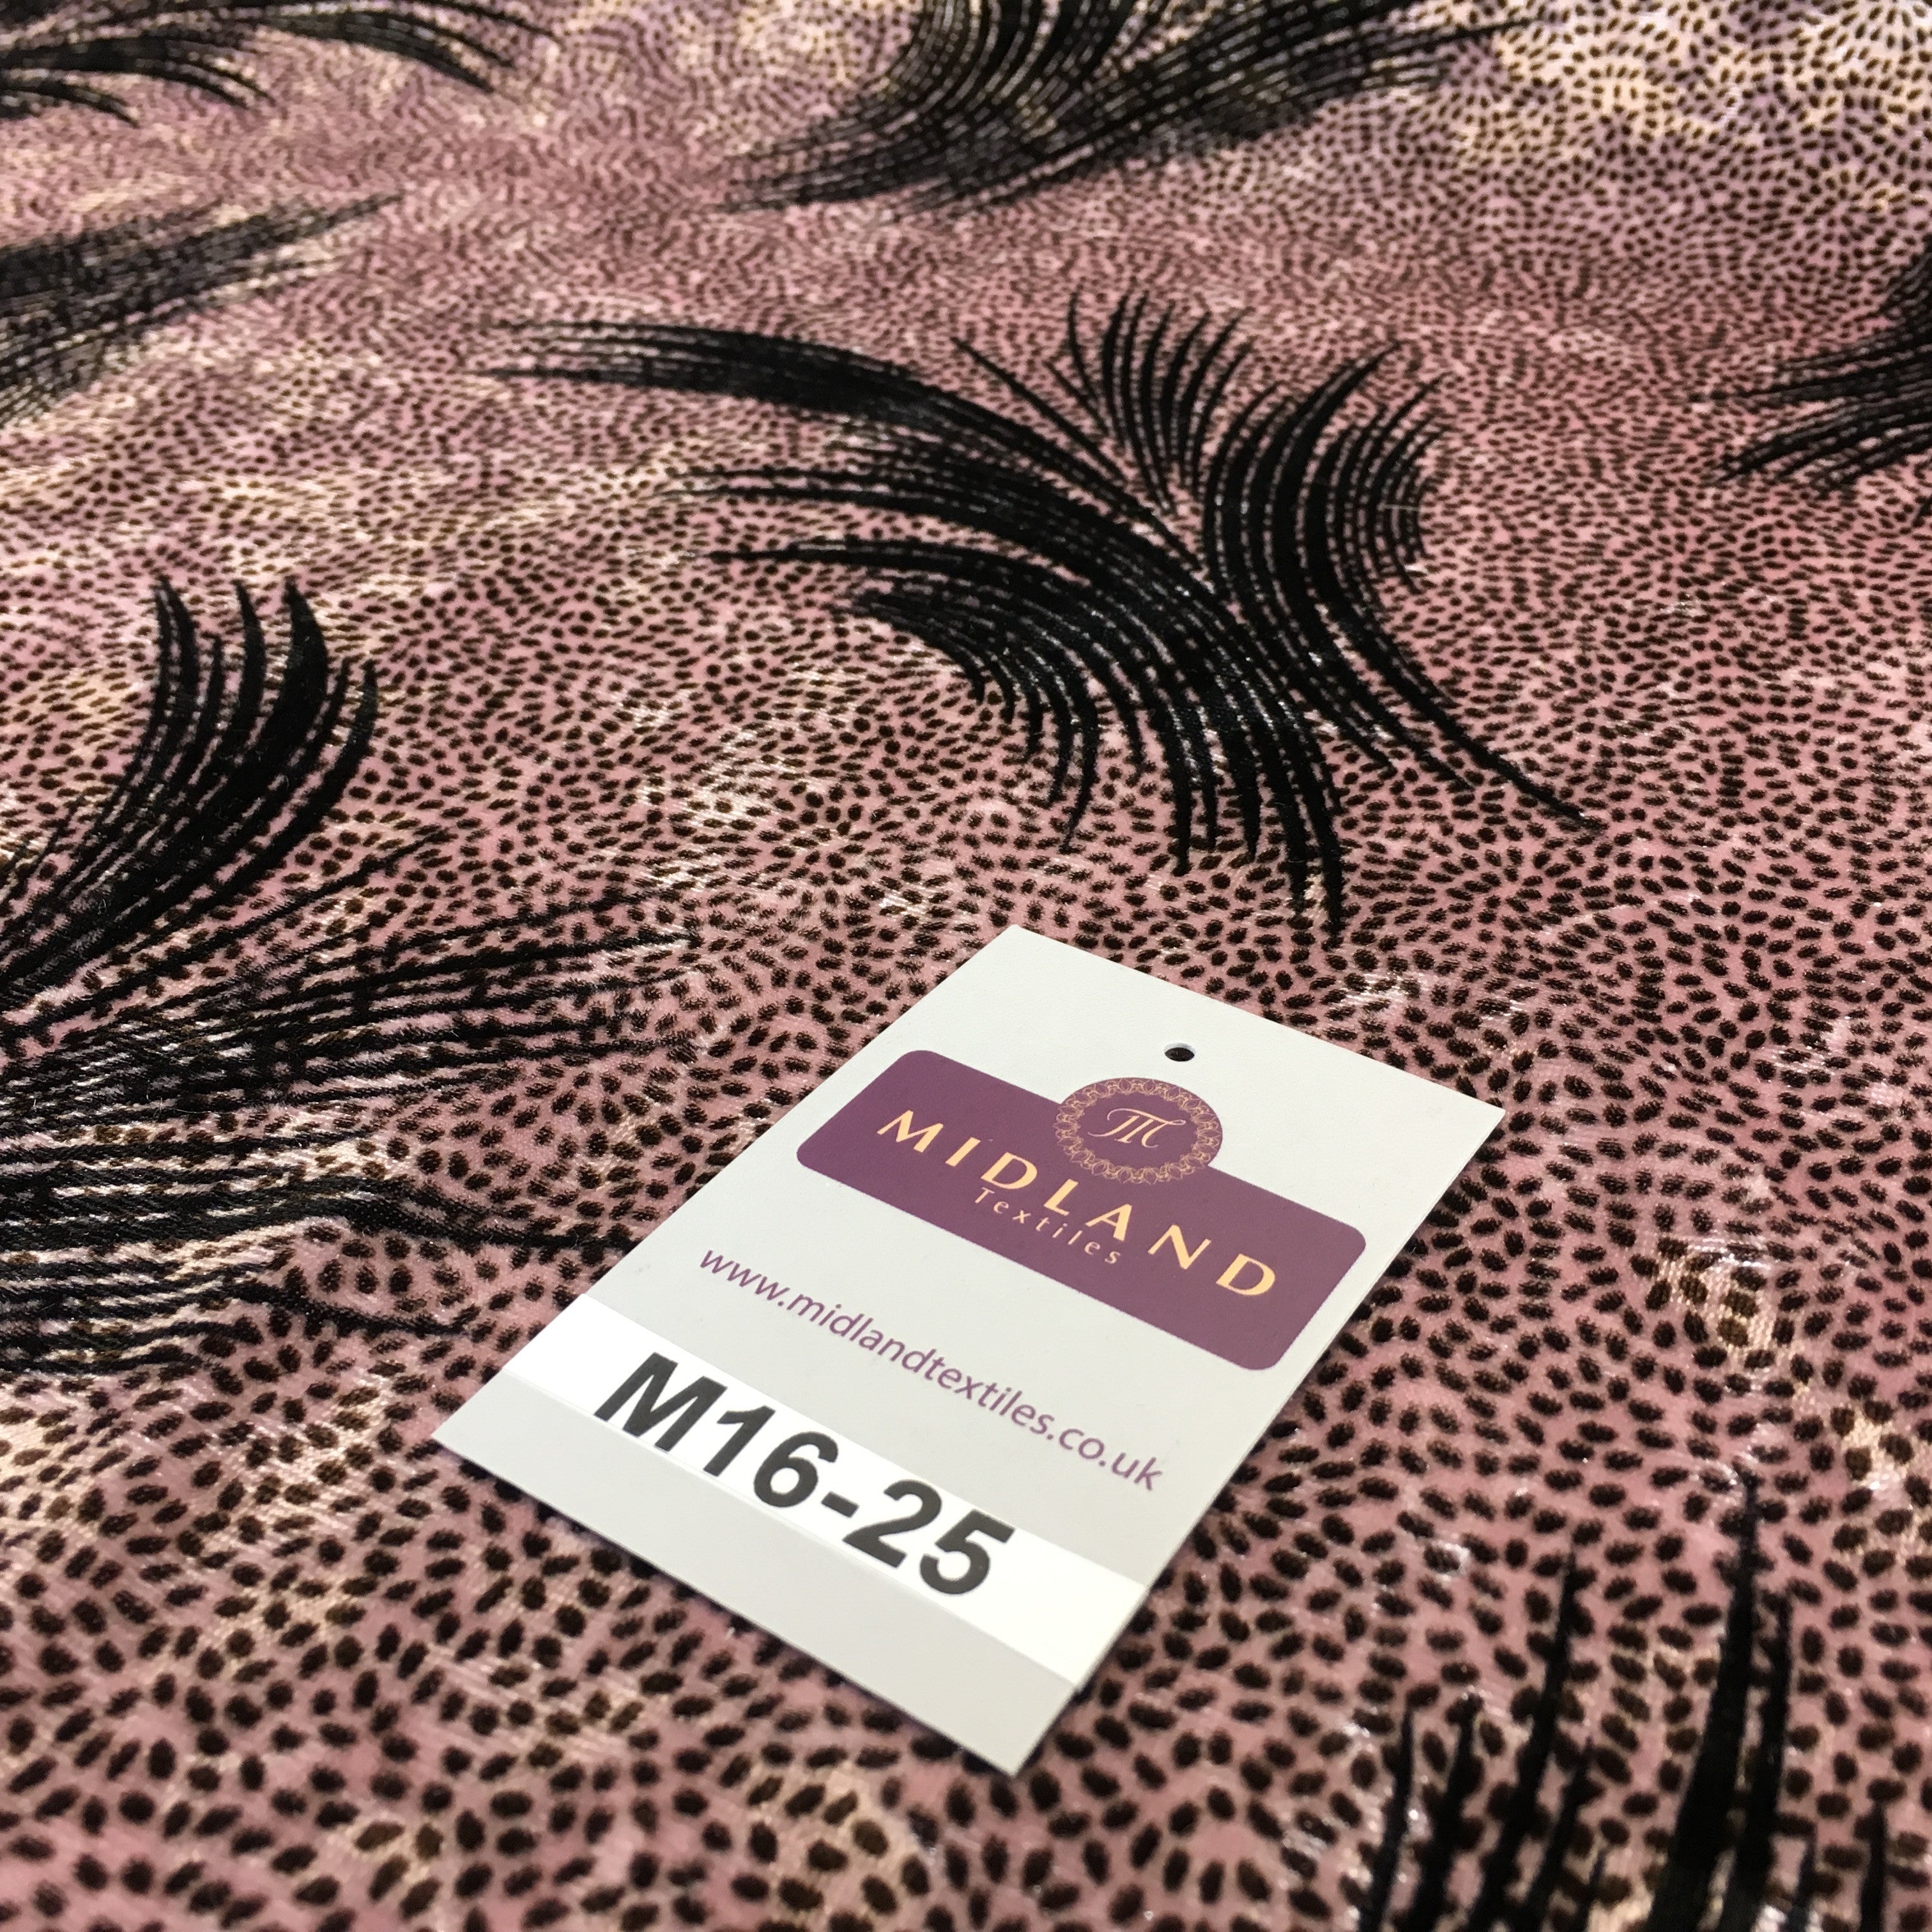 M
MIDLAND
Textiles
www.midlandtextiles.co.uk
M16-25